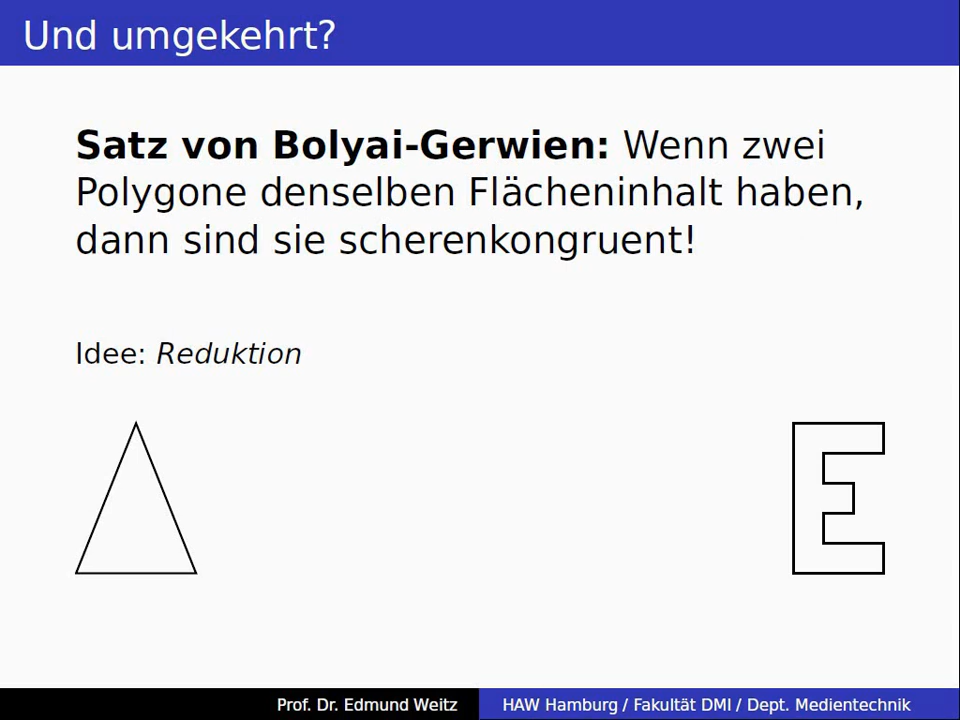 Und umgekehrt?
Satz von Bolyai-Gerwien: Wenn zwei
Polygone denselben Flächeninhalt haben,
dann sind sie scherenkongruent!
Idee: Reduktion
Prof. Dr. Edmund Weitz
HAW Hamburg / Fakultät DMI / Dept. Medientechnik